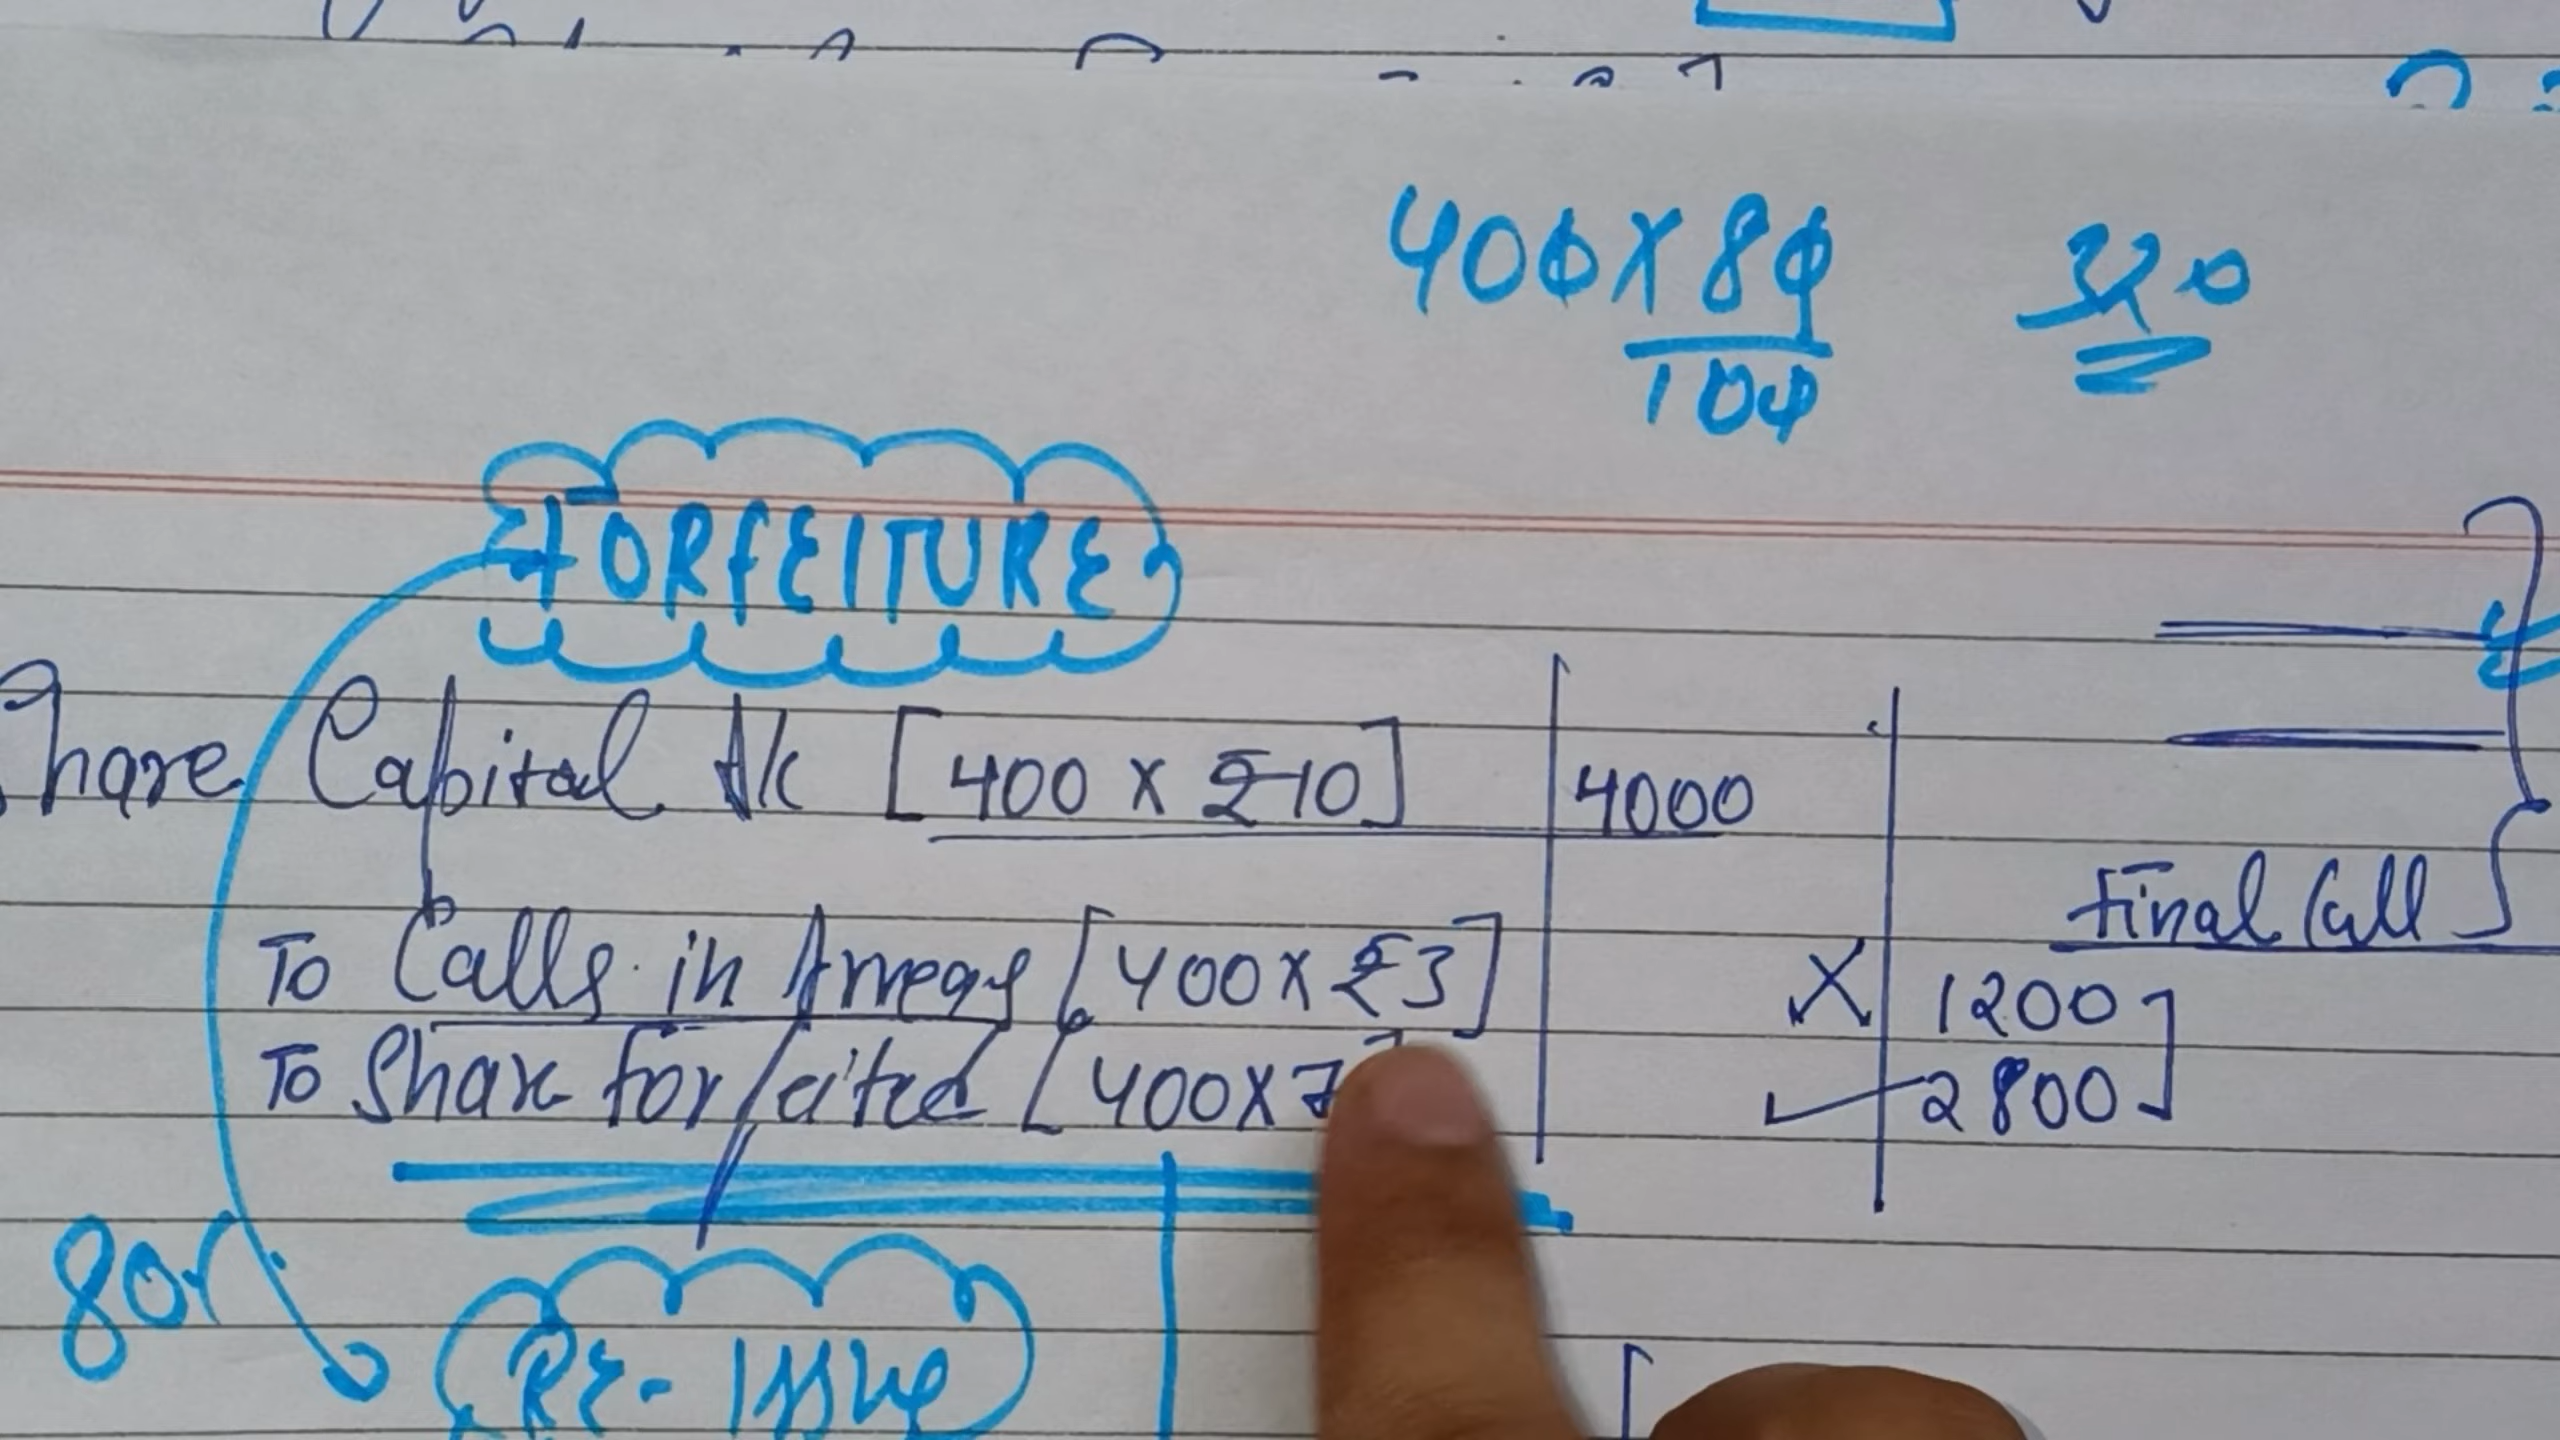 400 X 80 320
100
FORFEITURE
Share Capital A/c [400 x ₹10] 4000
Final Call
To Calls in Arrears [400 x ₹3] X 1200
To Share forfeited [400 x 7 2800
80%
RE-Issue